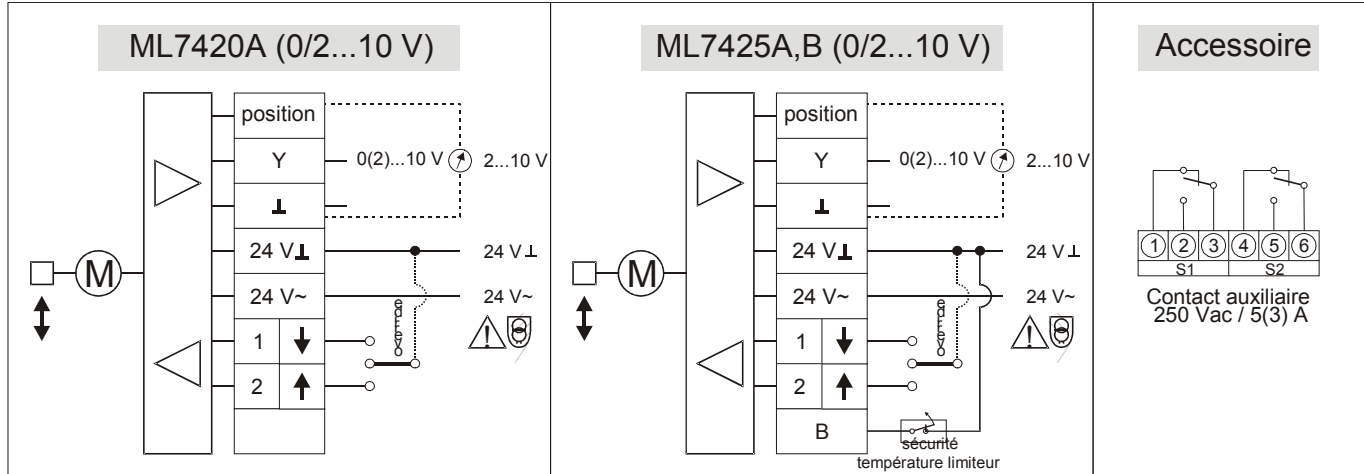 ML7420A (0/2...10 V)
position
Y
0(2)...10 V
2...10 V
⊥
24 V⊥
24 V⊥
24 V~
24 V~
1
2
override
M
ML7425A,B (0/2...10 V)
position
Y
0(2)...10 V
2...10 V
⊥
24 V⊥
24 V⊥
24 V~
24 V~
1
2
override
B
M
sécurité
température limiteur
Accessoire
1 2 3 4 5 6
S1 S2
Contact auxiliaire
250 Vac / 5(3) A